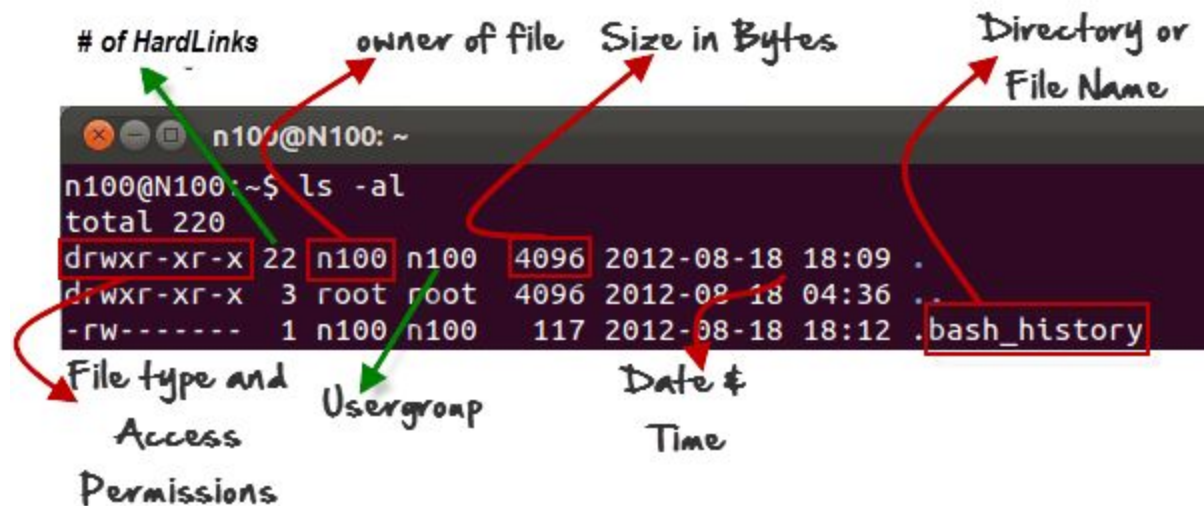 # of HardLinks owner of file Size in Bytes Directory or
File Name
n100@N100: ~
n100@N100:~$ ls -al
total 220
drwxr-xr-x 22 n100 n100 4096 2012-08-18 18:09 .
drwxr-xr-x 3 root root 4096 2012-08-18 04:36 ..
-rw------- 1 n100 n100 117 2012-08-18 18:12 .bash_history
File type and
Access
Permissions
Usergroup
Date &
Time